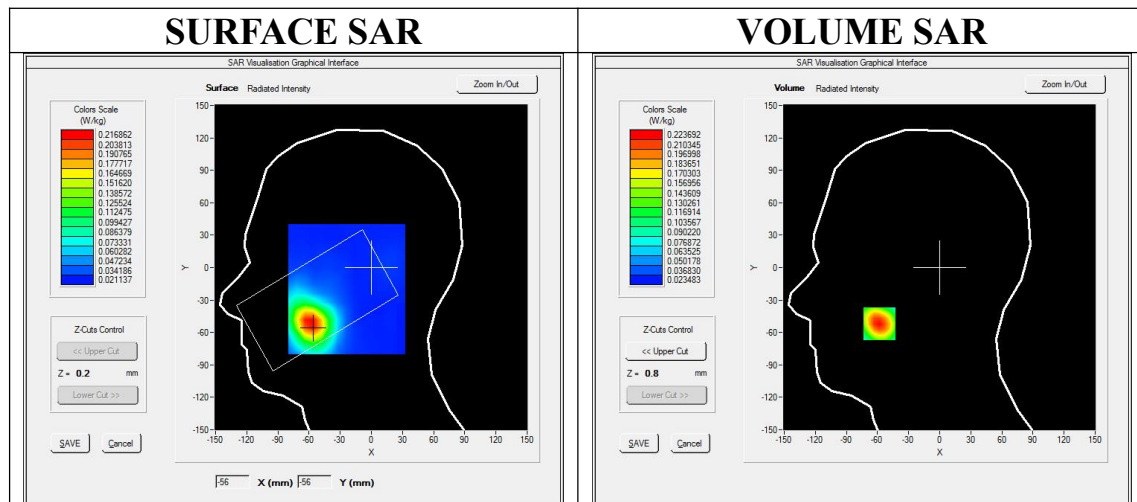 SURFACE SAR
VOLUME SAR
SAR Visualisation Graphical Interface
Surface Radiated Intensity
Zoom In/Out
Colors Scale
(W/kg)
0.216862
0.203813
0.190765
0.177717
0.164669
0.151620
0.138572
0.125524
0.112475
0.099427
0.086379
0.073331
0.060282
0.047234
0.034186
0.021137
150
120
90
60
30
0
-30
-60
-90
-120
-150
Y
-150 -120 -90 -60 -30 0 30 60 90 120 150
X
Z-Cuts Control
<< Upper Cut
Z = 0.2 mm
Lower Cut >>
SAVE Cancel
-56 X (mm) -56 Y (mm)
SAR Visualisation Graphical Interface
Volume Radiated Intensity
Zoom In/Out
Colors Scale
(W/kg)
0.223692
0.210345
0.196998
0.183651
0.170303
0.156956
0.143609
0.130261
0.116914
0.103567
0.090220
0.076872
0.063525
0.050178
0.036830
0.023483
150
120
90
60
30
0
-30
-60
-90
-120
-150
Y
-150 -120 -90 -60 -30 0 30 60 90 120 150
X
Z-Cuts Control
<< Upper Cut
Z = 0.8 mm
Lower Cut >>
SAVE Cancel